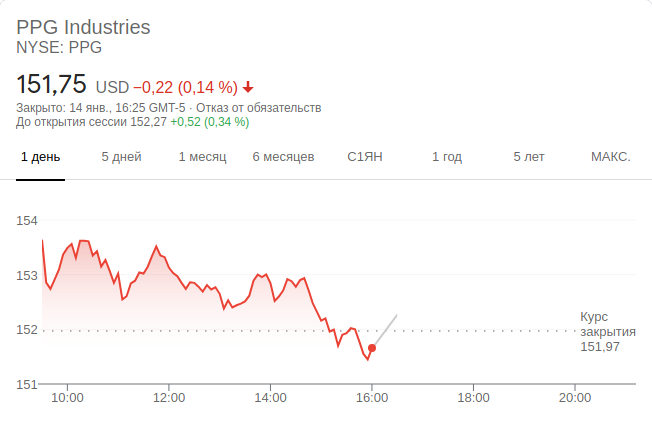 PPG Industries
NYSE: PPG
151,75 USD −0,22 (0,14 %)
Закрыто: 14 янв., 16:25 GMT-5 · Отказ от обязательств
До открытия сессии 152,27 +0,52 (0,34 %)
1 день 5 дней 1 месяц 6 месяцев С1ЯН 1 год 5 лет МАКС.
154
153
152
151
Курс
закрытия
151,97
10:00 12:00 14:00 16:00 18:00 20:00